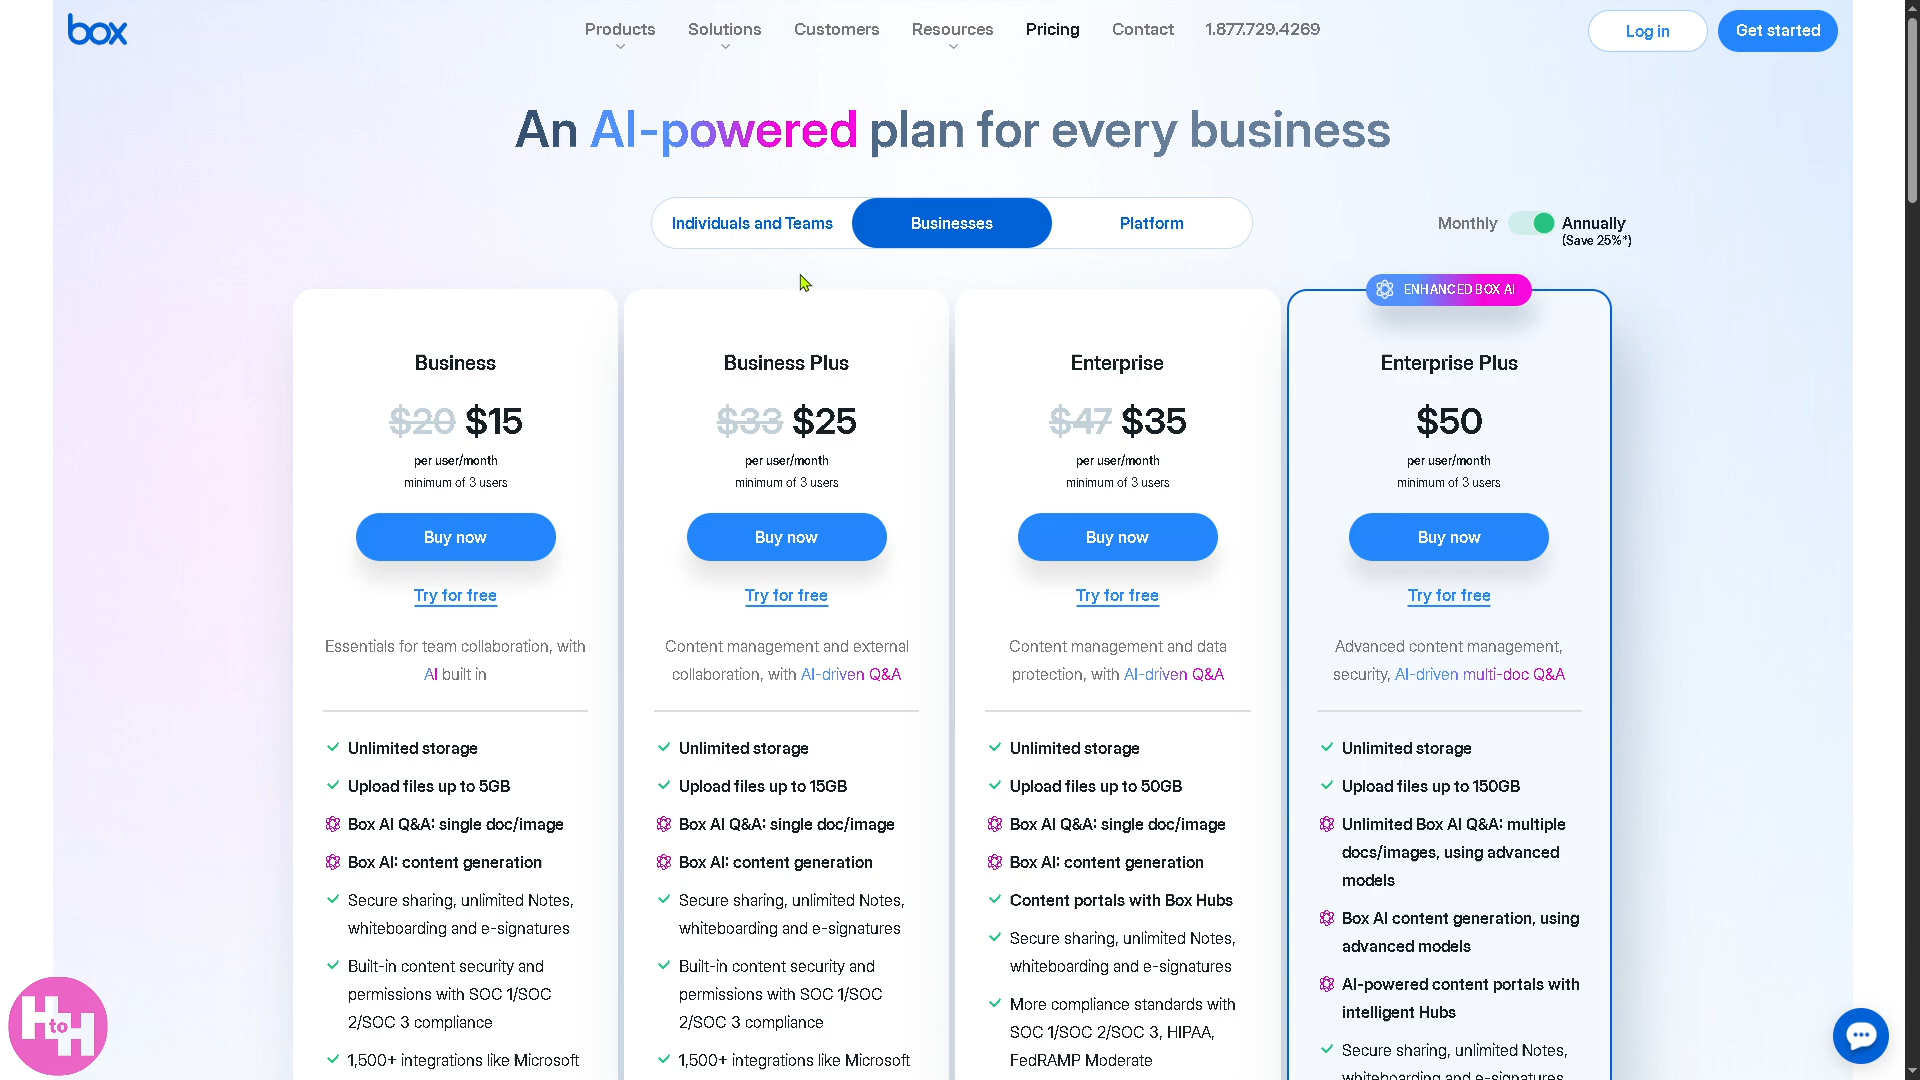 box
Products
Solutions
Customers
Resources
Pricing
Contact
1.877.729.4269
Log in
Get started
An AI-powered plan for every business
Individuals and Teams
Businesses
Platform
Monthly
Annually
(Save 25%*)
ENHANCED BOX AI
Business
$20 $15
per user/month
minimum of 3 users
Buy now
Try for free
Essentials for team collaboration, with
AI built in
Unlimited storage
Upload files up to 5GB
Box AI Q&A: single doc/image
Box AI: content generation
Secure sharing, unlimited Notes,
whiteboarding and e-signatures
Built-in content security and
permissions with SOC 1/SOC
2/SOC 3 compliance
1,500+ integrations like Microsoft
Business Plus
$33 $25
per user/month
minimum of 3 users
Buy now
Try for free
Content management and external
collaboration, with AI-driven Q&A
Unlimited storage
Upload files up to 15GB
Box AI Q&A: single doc/image
Box AI: content generation
Secure sharing, unlimited Notes,
whiteboarding and e-signatures
Built-in content security and
permissions with SOC 1/SOC
2/SOC 3 compliance
1,500+ integrations like Microsoft
Enterprise
$47 $35
per user/month
minimum of 3 users
Buy now
Try for free
Content management and data
protection, with AI-driven Q&A
Unlimited storage
Upload files up to 50GB
Box AI Q&A: single doc/image
Box AI: content generation
Content portals with Box Hubs
Secure sharing, unlimited Notes,
whiteboarding and e-signatures
More compliance standards with
SOC 1/SOC 2/SOC 3, HIPAA,
FedRAMP Moderate
Enterprise Plus
$50
per user/month
minimum of 3 users
Buy now
Try for free
Advanced content management,
security, AI-driven multi-doc Q&A
Unlimited storage
Upload files up to 150GB
Unlimited Box AI Q&A: multiple
docs/images, using advanced
models
Box AI content generation, using
advanced models
AI-powered content portals with
intelligent Hubs
Secure sharing, unlimited Notes,
whiteboarding and e-signatures
H to H